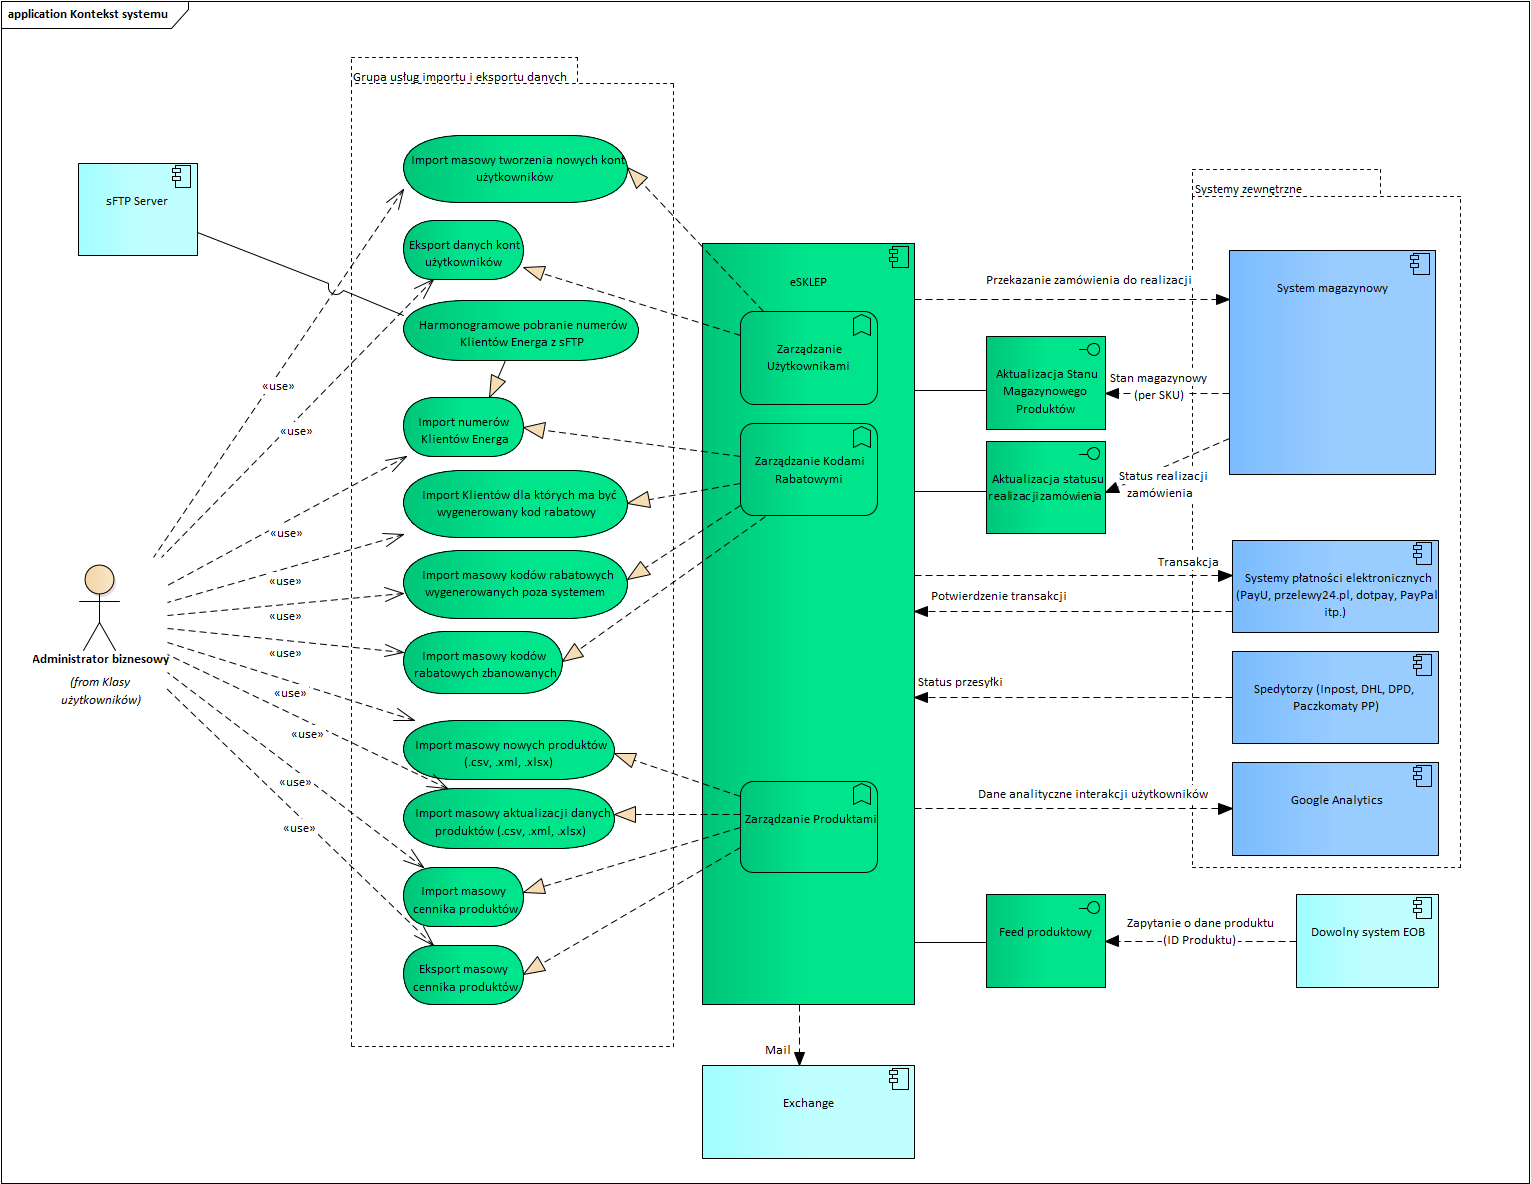 application Kontekst systemu
Grupa usług importu i eksportu danych
sFTP Server
Import masowy tworzenia nowych kont
użytkowników
Eksport danych kont
użytkowników
Harmonogramowe pobranie numerów
Klientów Energa z sFTP
Import numerów
Klientów Energa
Import Klientów dla których ma być
wygenerowany kod rabatowy
Import masowy kodów rabatowych
wygenerowanych poza systemem
Import masowy kodów
rabatowych zbanowanych
Import masowy nowych produktów
(.csv, .xml, .xlsx)
Import masowy aktualizacji danych
produktów (.csv, .xml, .xlsx)
Import masowy
cennika produktów
Eksport masowy
cennika produktów
«use»
«use»
«use»
«use»
«use»
«use»
«use»
«use»
«use»
«use»
Administrator biznesowy
(from Klasy
użytkowników)
eSKLEP
Zarządzanie
Użytkownikami
Zarządzanie Kodami
Rabatowymi
Zarządzanie Produktami
Mail
Exchange
Systemy zewnętrzne
Przekazanie zamówienia do realizacji
System magazynowy
Aktualizacja Stanu
Magazynowego
Produktów
Stan magazynowy
(per SKU)
Aktualizacja statusu
realizacji zamówienia
Status realizacji
zamówienia
Transakcja
Potwierdzenie transakcji
Systemy płatności elektronicznych
(PayU, przelewy24.pl, dotpay, PayPal
itp.)
Status przesyłki
Spedytorzy (Inpost, DHL, DPD,
Paczkomaty PP)
Dane analityczne interakcji użytkowników
Google Analytics
Feed produktowy
Zapytanie o dane produktu
(ID Produktu)
Dowolny system EOB